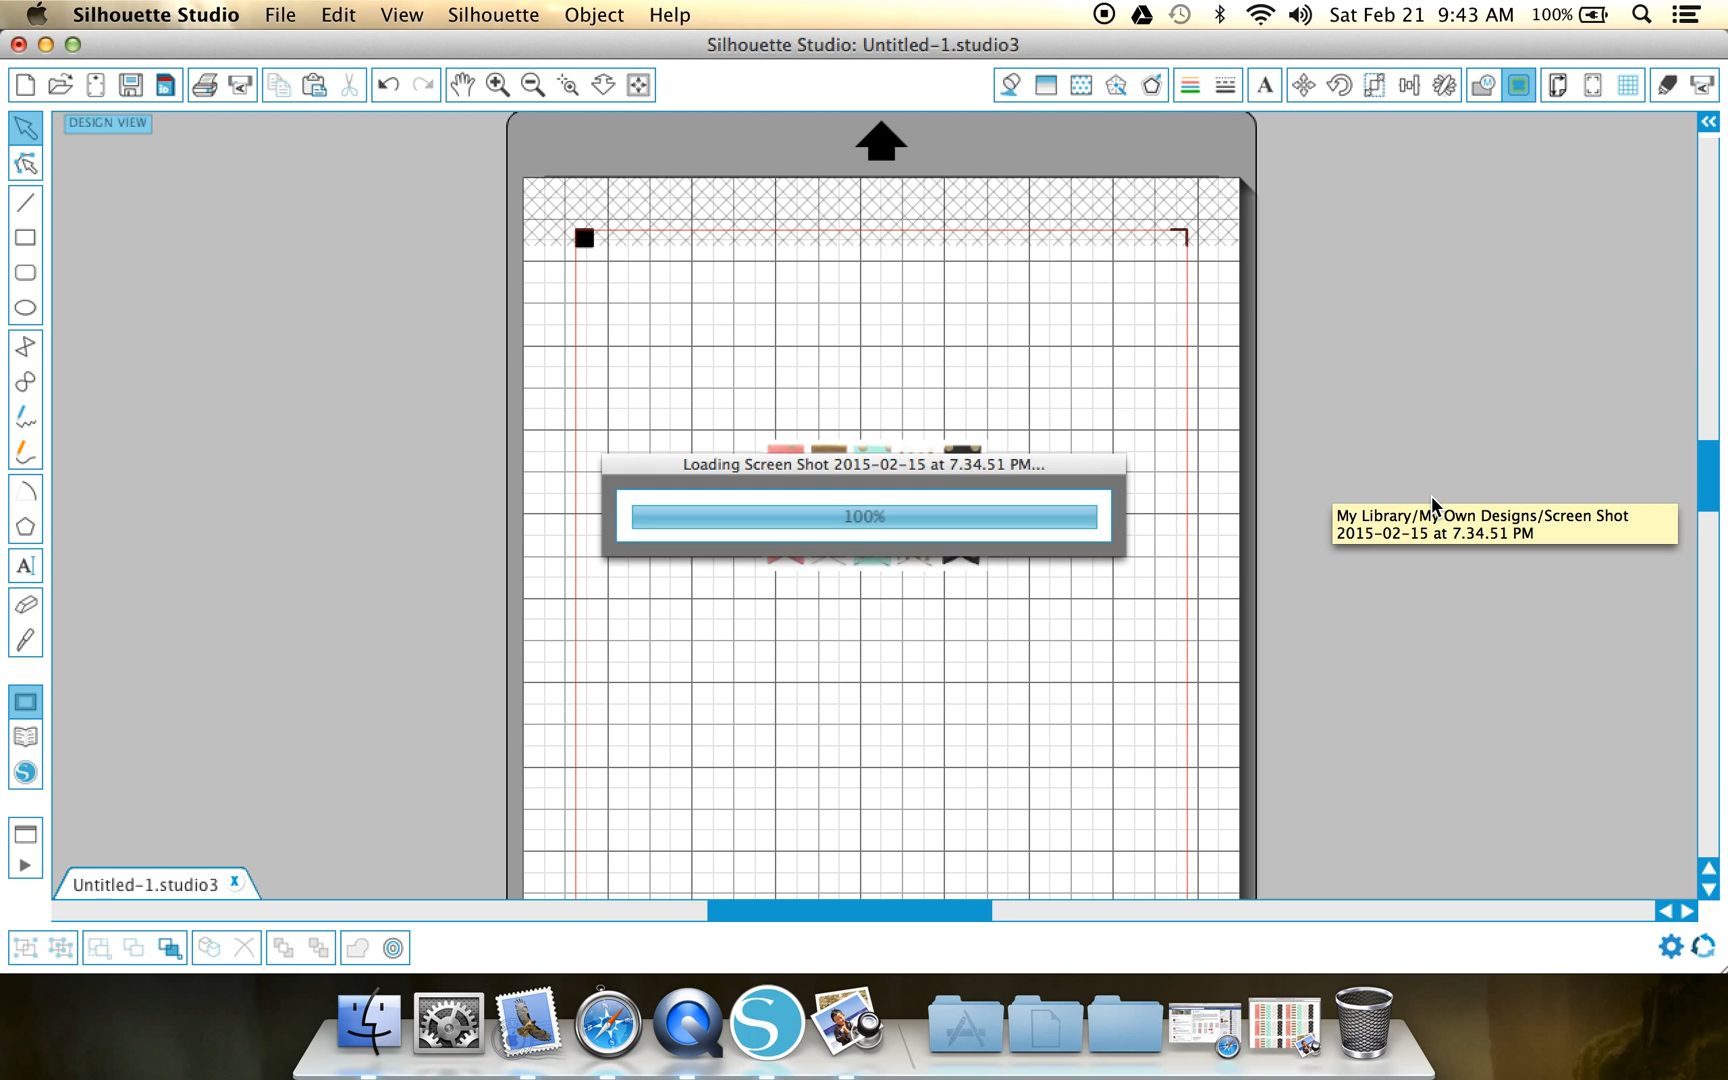 Silhouette Studio File Edit View Silhouette Object Help Sat Feb 21 9:43 AM 100%
Silhouette Studio: Untitled-1.studio3
A
M
DESIGN VIEW
Loading Screen Shot 2015-02-15 at 7.34.51 PM...
100%
My Library/My Own Designs/Screen Shot
2015-02-15 at 7.34.51 PM
A
S
Untitled-1.studio3 x
S